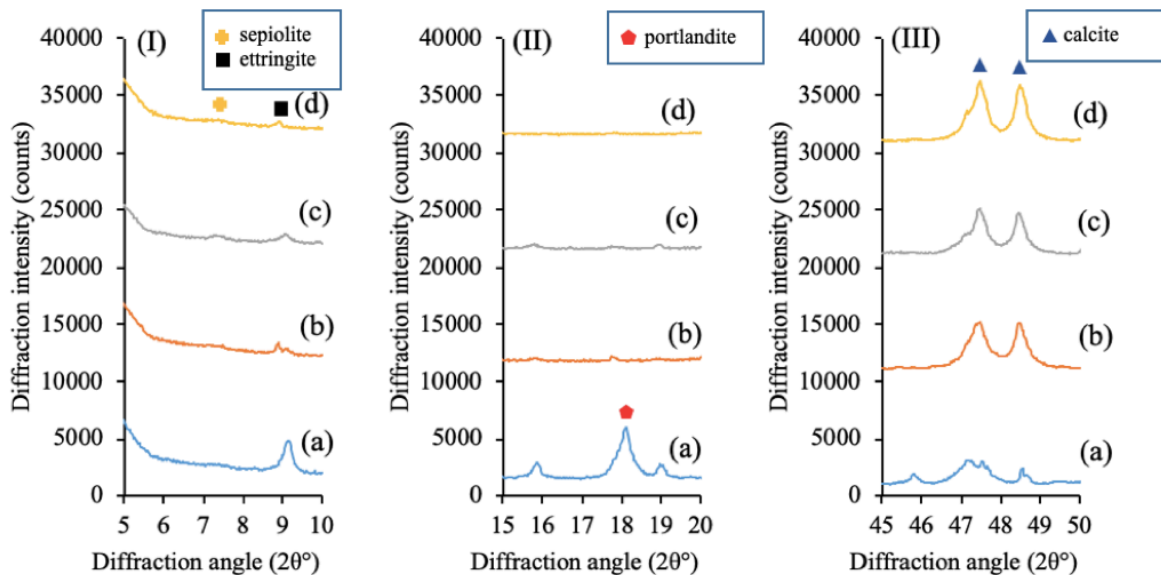 (I)
sepiolite
ettringite
40000
35000
30000
25000
20000
15000
10000
5000
0
Diffraction intensity (counts)
(d)
(c)
(b)
(a)
5 6 7 8 9 10
Diffraction angle (2θ°)
(II)
portlandite
40000
35000
30000
25000
20000
15000
10000
5000
0
Diffraction intensity (counts)
(d)
(c)
(b)
(a)
15 16 17 18 19 20
Diffraction angle (2θ°)
(III)
calcite
40000
35000
30000
25000
20000
15000
10000
5000
0
Diffraction intensity (counts)
(d)
(c)
(b)
(a)
45 46 47 48 49 50
Diffraction angle (2θ°)